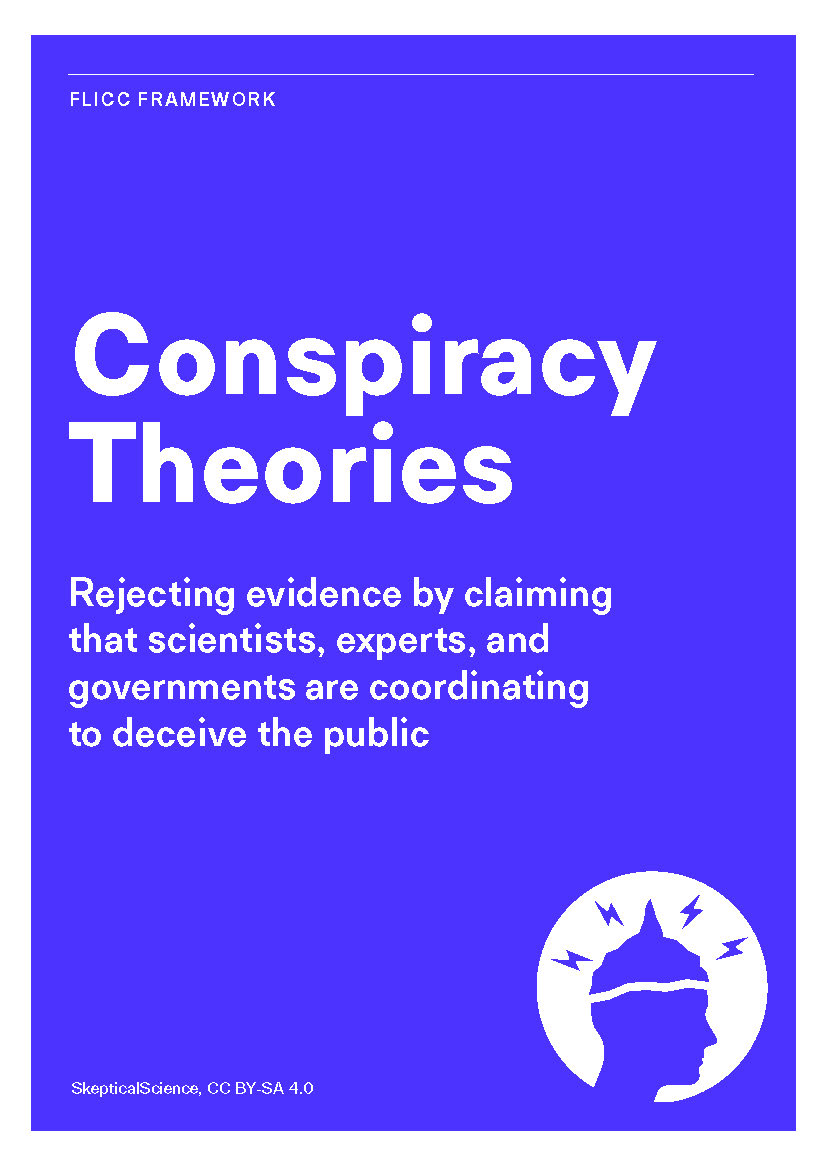 FLICC FRAMEWORK
Conspiracy
Theories
Rejecting evidence by claiming
that scientists, experts, and
governments are coordinating
to deceive the public
SkepticalScience, CC BY-SA 4.0